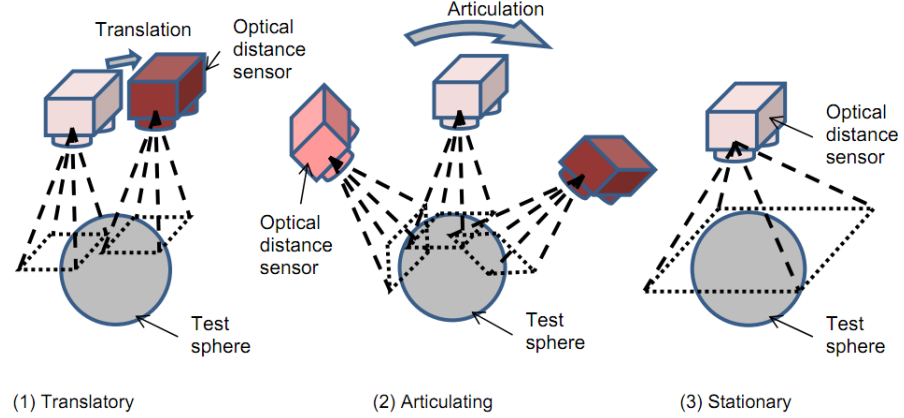 Translation
Optical
distance
sensor
Articulation
Optical
distance
sensor
Optical
distance
sensor
Test
sphere
Test
sphere
Test
sphere
(1) Translatory
(2) Articulating
(3) Stationary